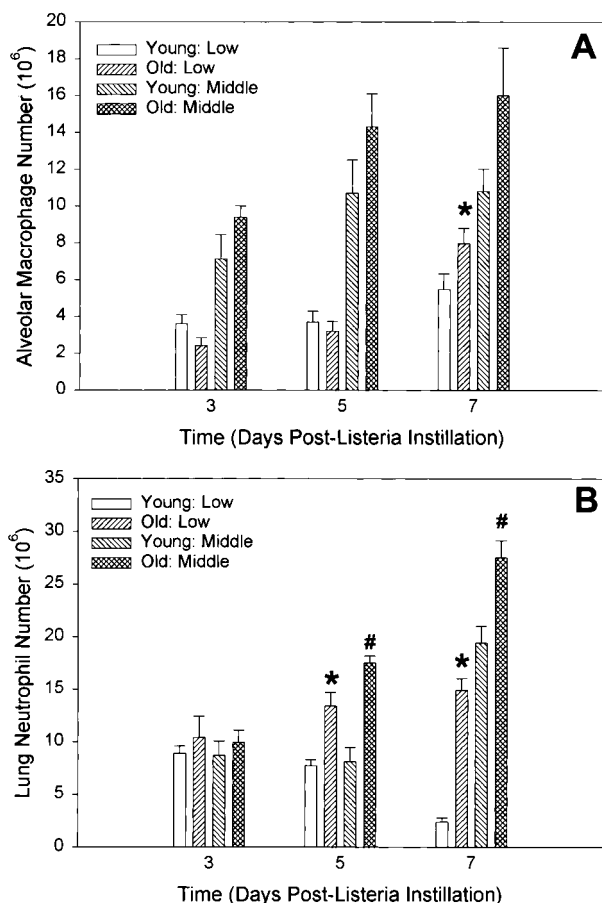 A
Alveolar Macrophage Number (10⁶)
20
18
16
14
12
10
8
6
4
2
0
Young: Low
Old: Low
Young: Middle
Old: Middle
*
3
5
7
Time (Days Post-Listeria Instillation)
B
Lung Neutrophil Number (10⁶)
35
30
25
20
15
10
5
0
Young: Low
Old: Low
Young: Middle
Old: Middle
*
#
*
#
3
5
7
Time (Days Post-Listeria Instillation)